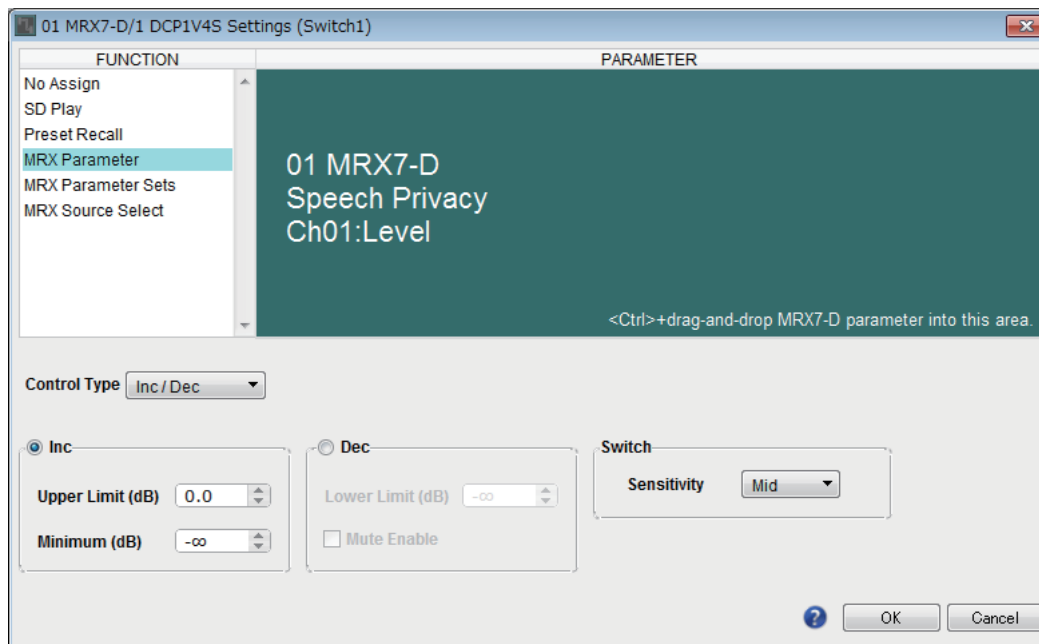 01 MRX7-D/1 DCP1V4S Settings (Switch1)
FUNCTION
PARAMETER
No Assign
SD Play
Preset Recall
MRX Parameter
MRX Parameter Sets
MRX Source Select
01 MRX7-D
Speech Privacy
Ch01:Level
<Ctrl>+drag-and-drop MRX7-D parameter into this area.
Control Type Inc / Dec
Inc
Upper Limit (dB) 0.0
Minimum (dB) -∞
Dec
Lower Limit (dB) -∞
Mute Enable
Switch
Sensitivity Mid
? OK Cancel